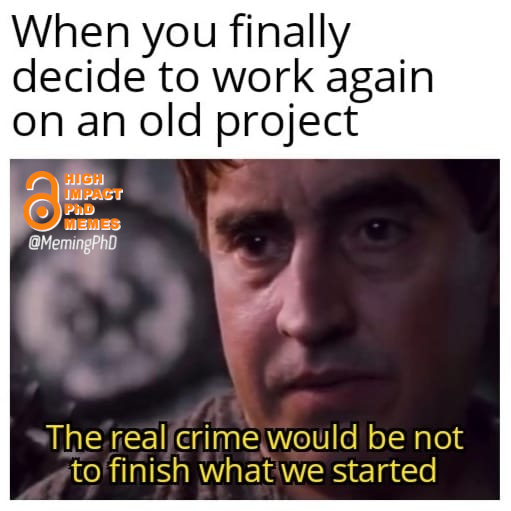 When you finally
decide to work again
on an old project
HIGH
IMPACT
PhD
MEMES
@MemingPhD
The real crime would be not
to finish what we started